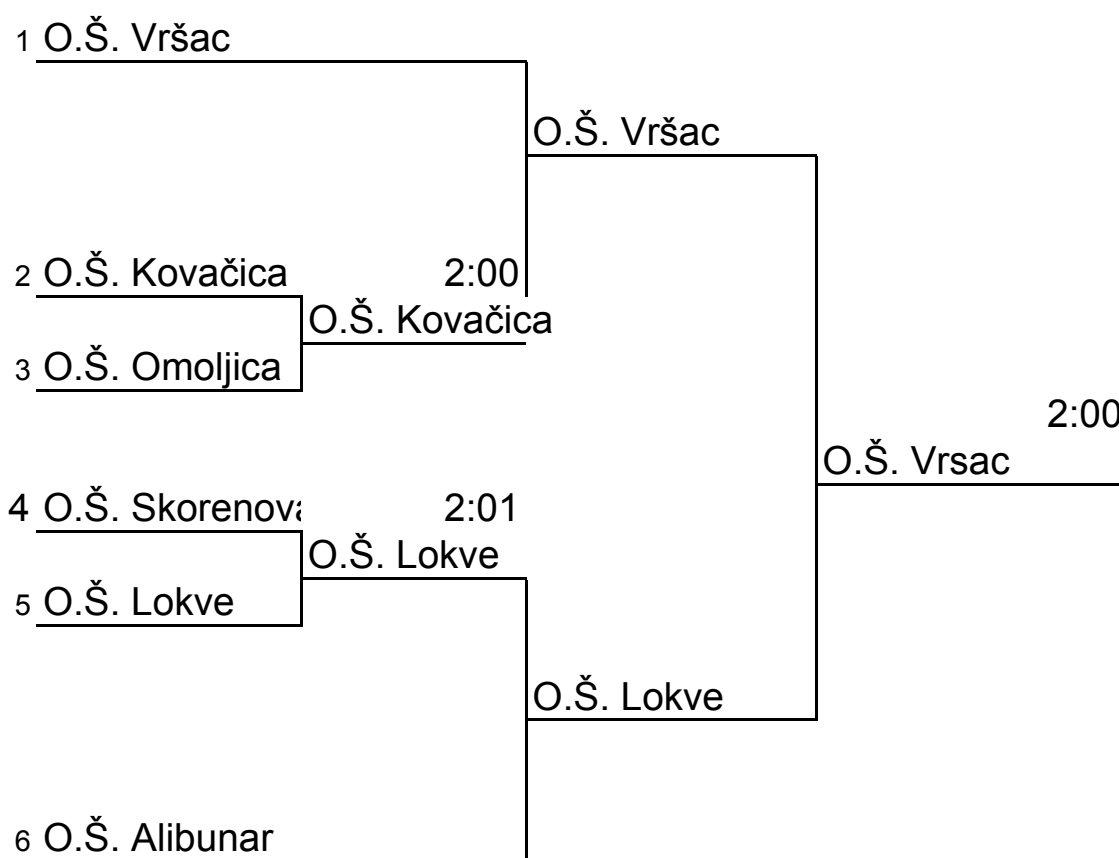 1 O.Š. Vršac
O.Š. Vršac
2 O.Š. Kovačica 2:00
O.Š. Kovačica
3 O.Š. Omoljica
2:00
O.Š. Vrsac
4 O.Š. Skorenova 2:01
O.Š. Lokve
5 O.Š. Lokve
O.Š. Lokve
6 O.Š. Alibunar